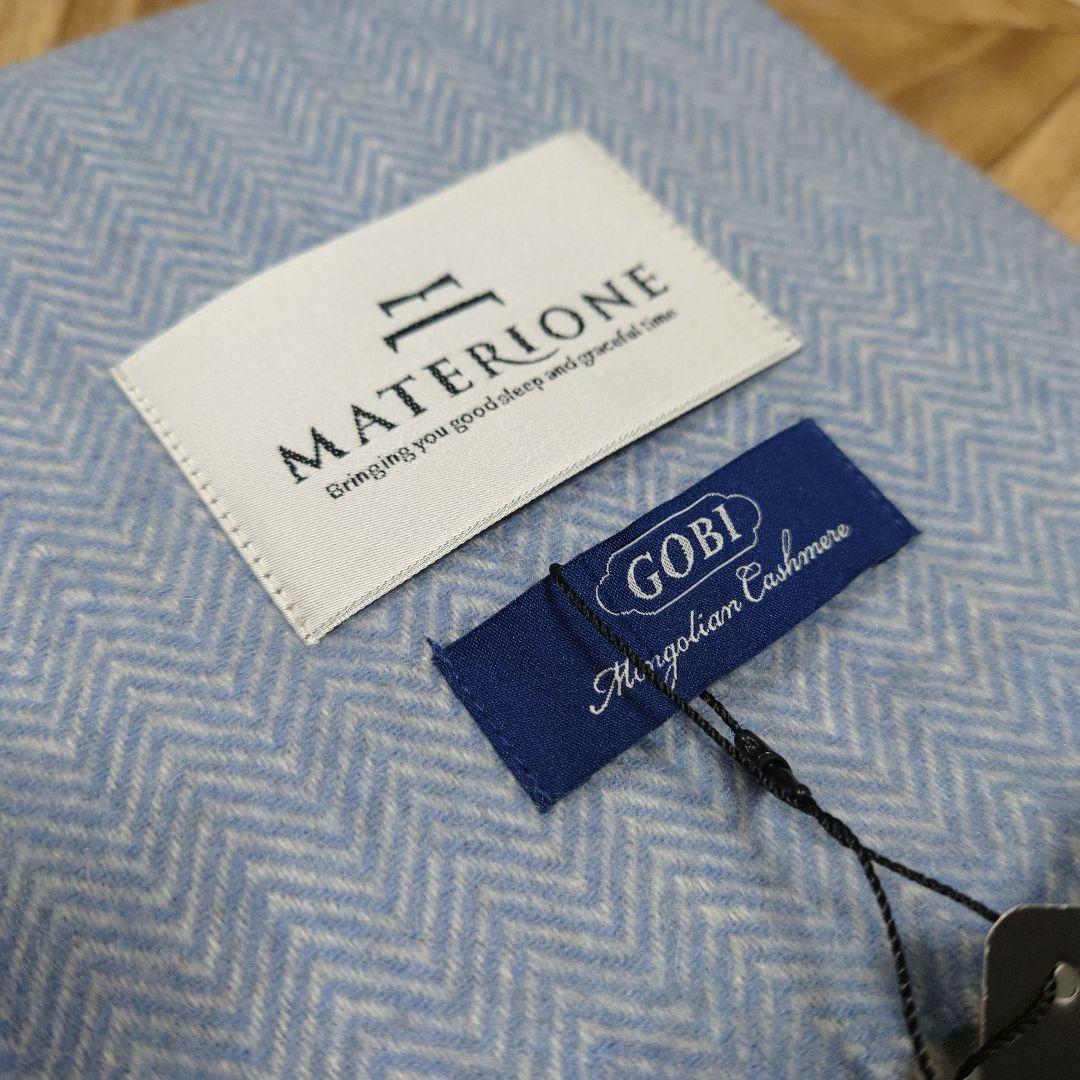 MATERIONE
Bringing you good sleep and graceful time
GOBI
Mongolian Cashmere